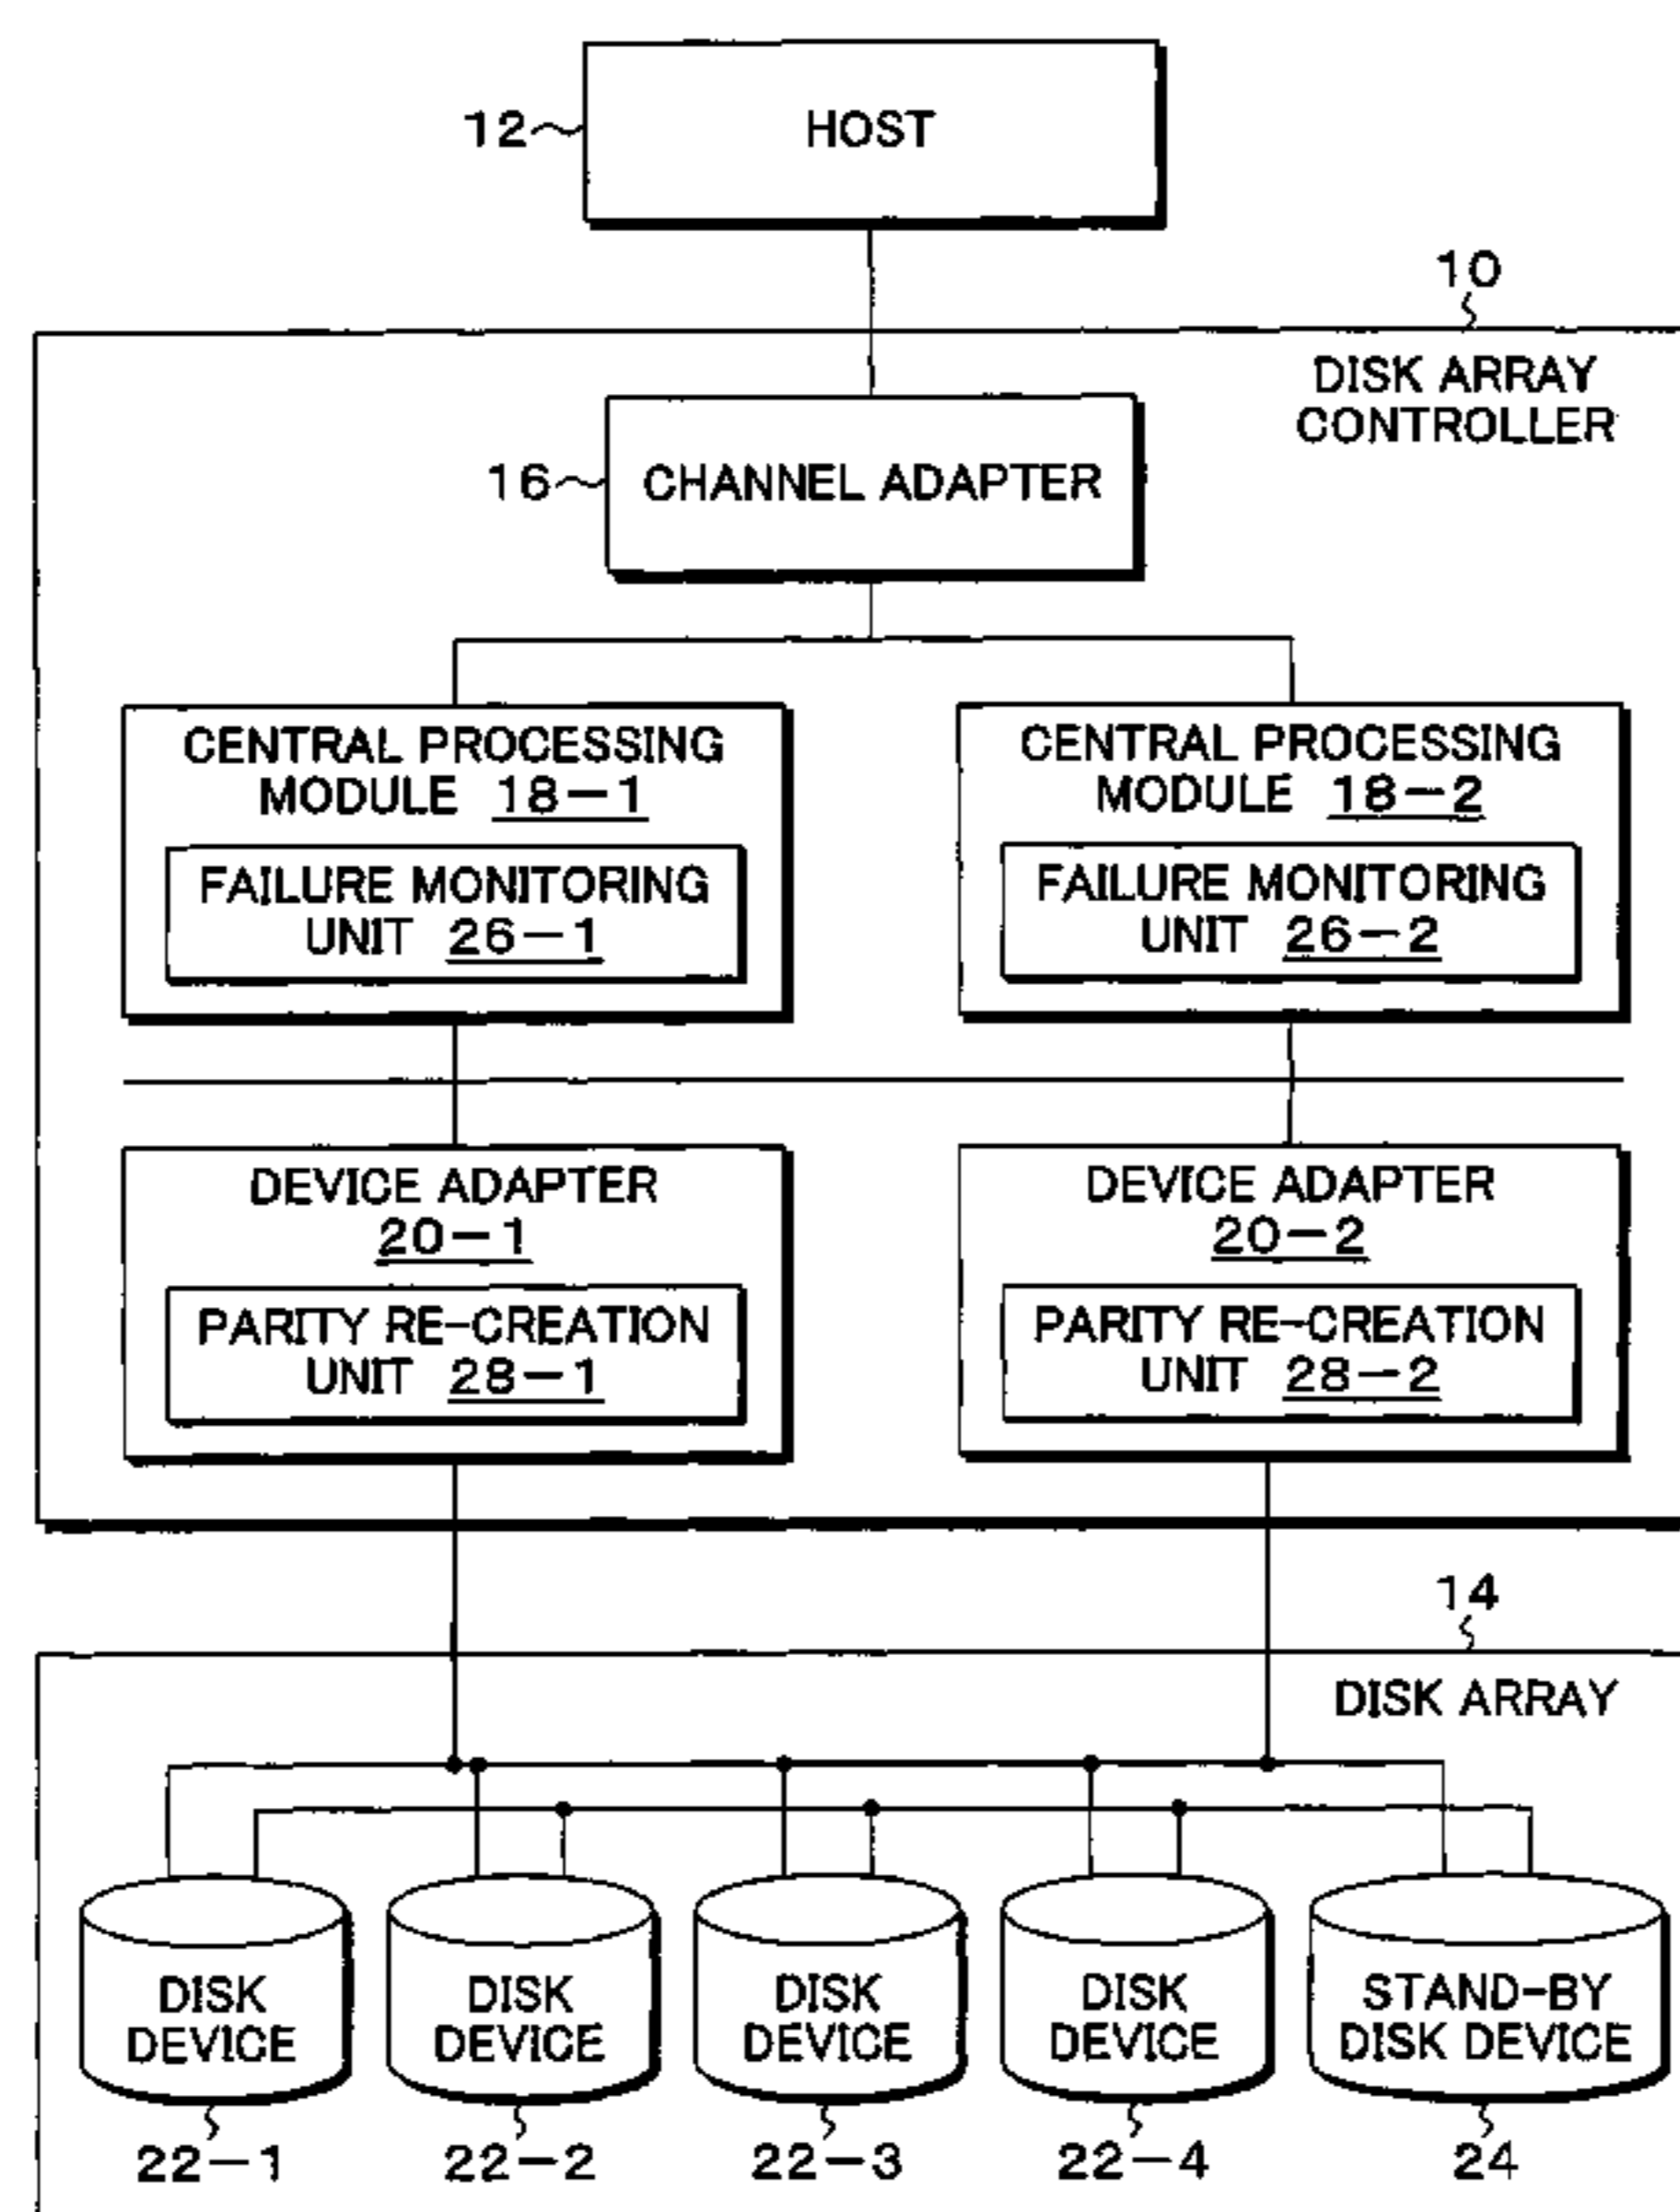 12
HOST
10
DISK ARRAY
CONTROLLER
16
CHANNEL ADAPTER
CENTRAL PROCESSING
MODULE 18-1
FAILURE MONITORING
UNIT 26-1
CENTRAL PROCESSING
MODULE 18-2
FAILURE MONITORING
UNIT 26-2
DEVICE ADAPTER
20-1
PARITY RE-CREATION
UNIT 28-1
DEVICE ADAPTER
20-2
PARITY RE-CREATION
UNIT 28-2
14
DISK ARRAY
DISK
DEVICE
22-1
DISK
DEVICE
22-2
DISK
DEVICE
22-3
DISK
DEVICE
22-4
STAND-BY
DISK DEVICE
24